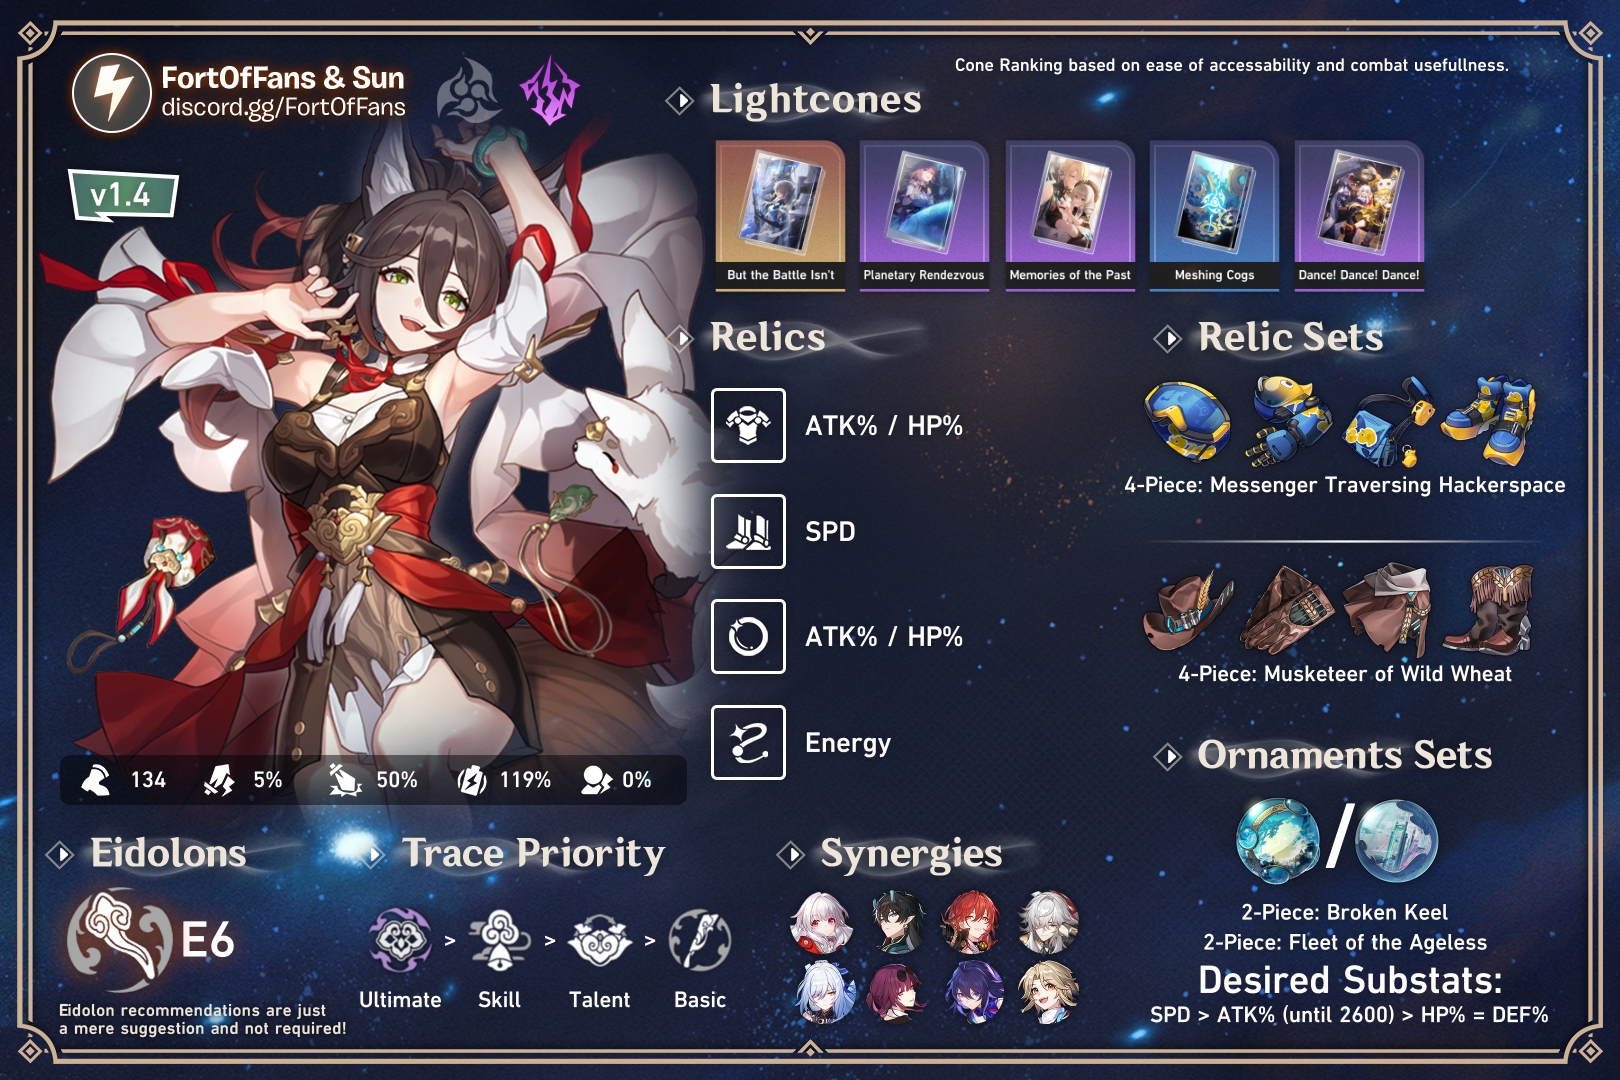 FortOfFans & Sun
discord.gg/FortOfFans
v1.4
Cone Ranking based on ease of accessability and combat usefullness.
Lightcones
But the Battle Isn't
Planetary Rendezvous
Memories of the Past
Meshing Cogs
Dance! Dance! Dance!
Relics
ATK% / HP%
SPD
ATK% / HP%
Energy
Relic Sets
4-Piece: Messenger Traversing Hackerspace
4-Piece: Musketeer of Wild Wheat
Ornaments Sets
/
2-Piece: Broken Keel
2-Piece: Fleet of the Ageless
Desired Substats:
SPD > ATK% (until 2600) > HP% = DEF%
134 5% 50% 119% 0%
Eidolons
E6
Eidolon recommendations are just
a mere suggestion and not required!
Trace Priority
> > >
Ultimate Skill Talent Basic
Synergies